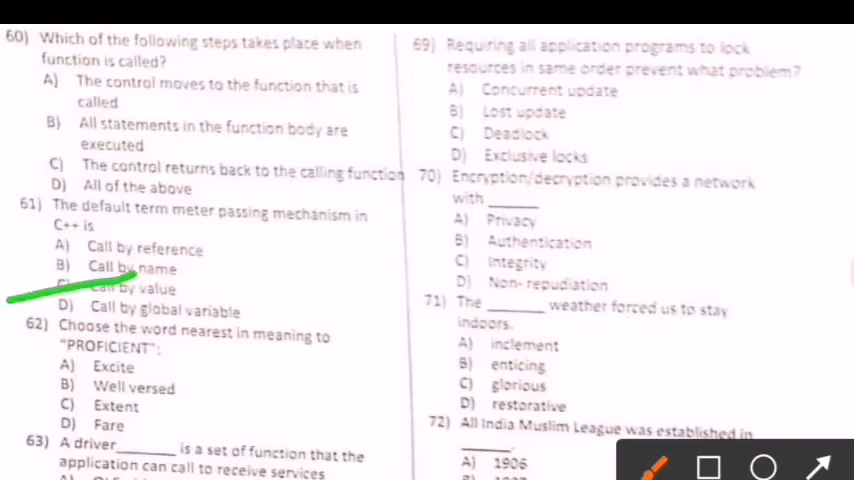 60) Which of the following steps takes place when
function is called?
A) The control moves to the function that is
called
B) All statements in the function body are
executed
C) The control returns back to the calling function
D) All of the above
61) The default term meter passing mechanism in
C++ is
A) Call by reference
B) Call by name
C) Call by value
D) Call by global variable
62) Choose the word nearest in meaning to
"PROFICIENT":
A) Excite
B) Well versed
C) Extent
D) Fare
63) A driver______ is a set of function that the
application can call to receive services
69) Requiring all application programs to lock
resources in same order prevent what problem?
A) Concurrent update
B) Lost update
C) Deadlock
D) Exclusive locks
70) Encryption/decryption provides a network
with ______
A) Privacy
B) Authentication
C) Integrity
D) Non- repudiation
71) The _______ weather forced us to stay
indoors.
A) inclement
B) enticing
C) glorious
D) restorative
72) All India Muslim League was established in
______.
A) 1906